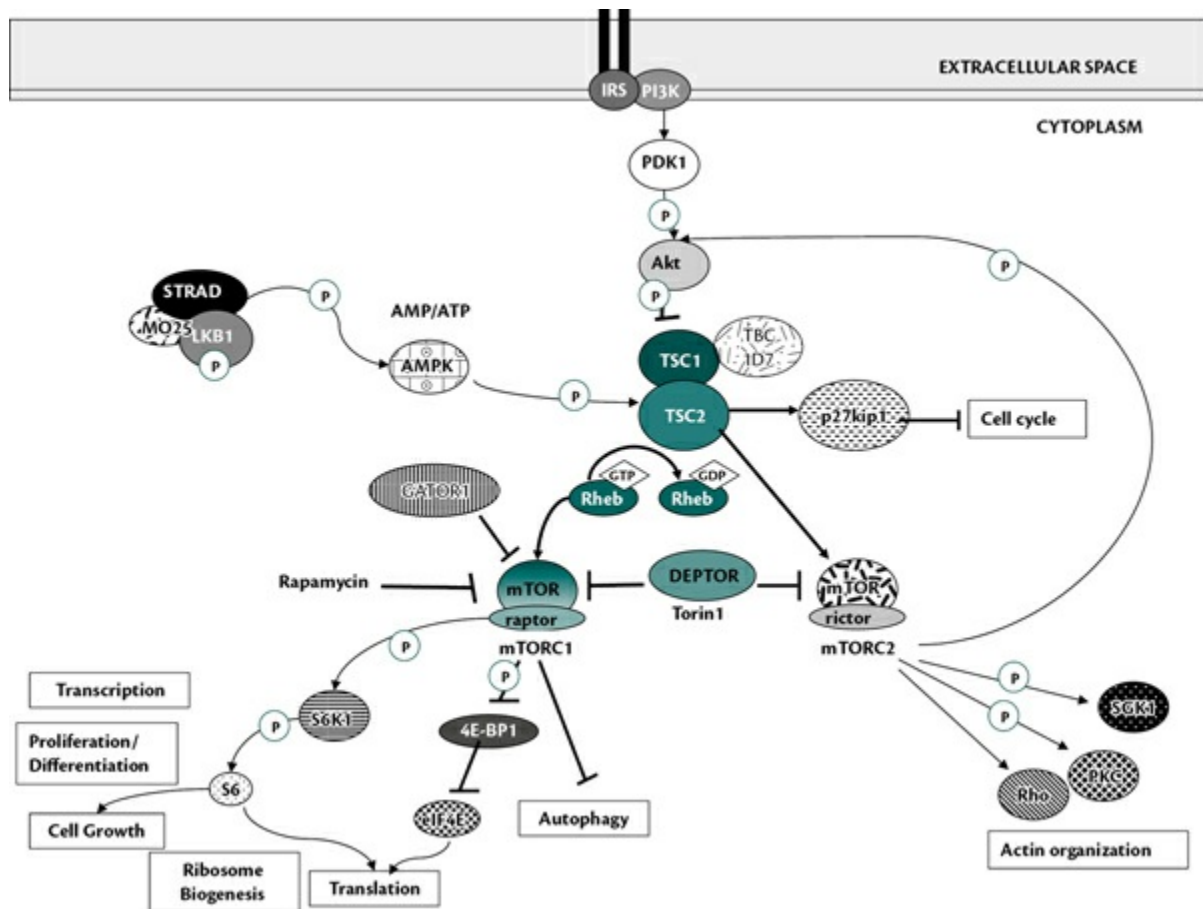 EXTRACELLULAR SPACE
IRS
PI3K
CYTOPLASM
PDK1
P
Akt
P
P
STRAD
MO25
LKB1
P
P
AMP/ATP
AMPK
P
TSC1
TBC
1D7
TSC2
p27kip1
Cell cycle
GATOR1
GTP
Rheb
GDP
Rheb
Rapamycin
mTOR
raptor
mTORC1
DEPTOR
Torin1
mTOR
rictor
mTORC2
P
P
P
P
SGK1
PKC
Rho
Actin organization
Transcription
Proliferation/
Differentiation
P
S6K1
4E-BP1
S6
Cell Growth
eIF4E
Autophagy
Ribosome
Biogenesis
Translation